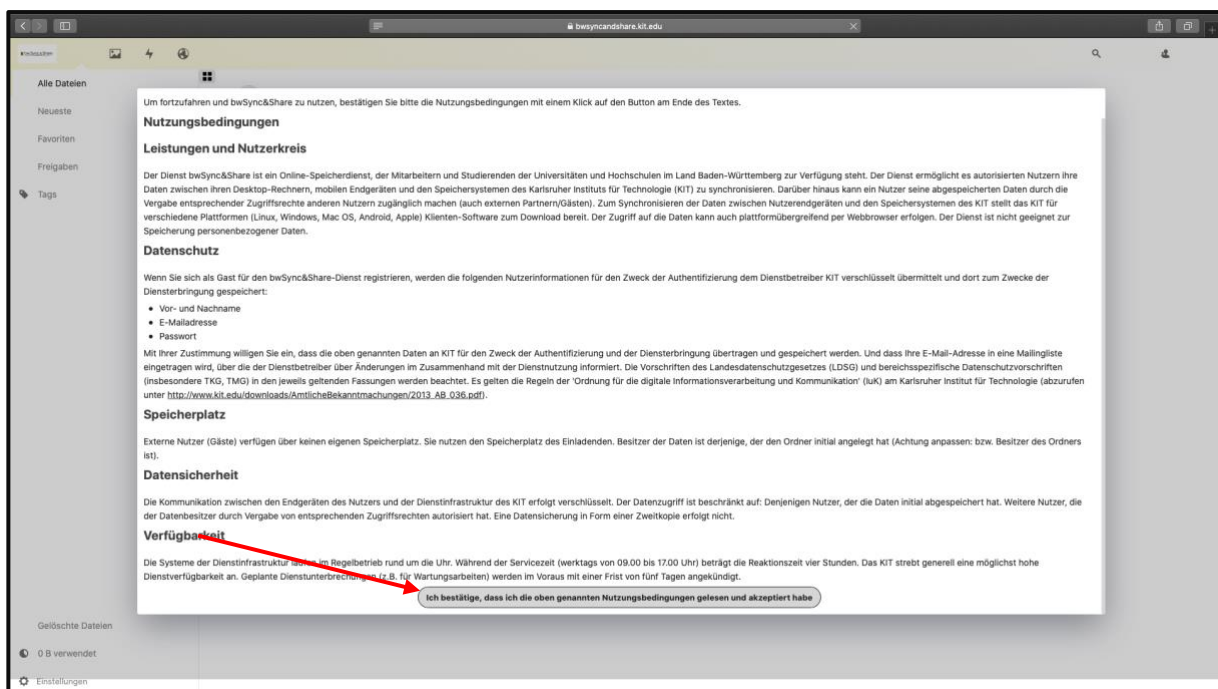 bwsyncandshare.kit.edu
Alle Dateien
Neueste
Favoriten
Freigaben
Tags
Um fortzufahren und bwSync&Share zu nutzen, bestätigen Sie bitte die Nutzungsbedingungen mit einem Klick auf den Button am Ende des Textes.
Nutzungsbedingungen
Leistungen und Nutzerkreis
Der Dienst bwSync&Share ist ein Online-Speicherdienst, der Mitarbeitern und Studierenden der Universitäten und Hochschulen im Land Baden-Württemberg zur Verfügung steht. Der Dienst ermöglicht es autorisierten Nutzern ihre
Daten zwischen ihren Desktop-Rechnern, mobilen Endgeräten und den Speichersystemen des Karlsruher Instituts für Technologie (KIT) zu synchronisieren. Darüber hinaus kann ein Nutzer seine abgespeicherten Daten durch die
Vergabe entsprechender Zugriffsrechte anderen Nutzern zugänglich machen (auch externen Partnern/Gästen). Zum Synchronisieren der Daten zwischen Nutzerendgeräten und den Speichersystemen des KIT stellt das KIT für
verschiedene Plattformen (Linux, Windows, Mac OS, Android, Apple) Klienten-Software zum Download bereit. Der Zugriff auf die Daten kann auch plattformübergreifend per Webbrowser erfolgen. Der Dienst ist nicht geeignet zur
Speicherung personenbezogener Daten.
Datenschutz
Wenn Sie sich als Gast für den bwSync&Share-Dienst registrieren, werden die folgenden Nutzerinformationen für den Zweck der Authentifizierung dem Dienstbetreiber KIT verschlüsselt übermittelt und dort zum Zwecke der
Diensterbringung gespeichert:
• Vor- und Nachname
• E-Mailadresse
• Passwort
Mit Ihrer Zustimmung willigen Sie ein, dass die oben genannten Daten an KIT für den Zweck der Authentifizierung und der Diensterbringung übertragen und gespeichert werden. Und dass Ihre E-Mail-Adresse in eine Mailingliste
eingetragen wird, über die der Dienstbetreiber über Änderungen im Zusammenhand mit der Dienstnutzung informiert. Die Vorschriften des Landesdatenschutzgesetzes (LDSG) und bereichsspezifische Datenschutzvorschriften
(insbesondere TKG, TMG) in den jeweils geltenden Fassungen werden beachtet. Es gelten die Regeln der 'Ordnung für die digitale Informationsverarbeitung und Kommunikation' (IuK) am Karlsruher Institut für Technologie (abzurufen
unter http://www.kit.edu/downloads/AmtlicheBekanntmachungen/2013_AB_036.pdf).
Speicherplatz
Externe Nutzer (Gäste) verfügen über keinen eigenen Speicherplatz. Sie nutzen den Speicherplatz des Einladenden. Besitzer der Daten ist derjenige, der den Ordner initial angelegt hat (Achtung anpassen: bzw. Besitzer des Ordners
ist).
Datensicherheit
Die Kommunikation zwischen den Endgeräten des Nutzers und der Dienstinfrastruktur des KIT erfolgt verschlüsselt. Der Datenzugriff ist beschränkt auf: Denjenigen Nutzer, der die Daten initial abgespeichert hat. Weitere Nutzer, die
der Datenbesitzer durch Vergabe von entsprechenden Zugriffsrechten autorisiert hat. Eine Datensicherung in Form einer Zweitkopie erfolgt nicht.
Verfügbarkeit
Die Systeme der Dienstinfrastruktur laufen im Regelbetrieb rund um die Uhr. Während der Servicezeit (werktags von 09.00 bis 17.00 Uhr) beträgt die Reaktionszeit vier Stunden. Das KIT strebt generell eine möglichst hohe
Dienstverfügbarkeit an. Geplante Dienstunterbrechungen (z.B. für Wartungsarbeiten) werden im Voraus mit einer Frist von fünf Tagen angekündigt.
Ich bestätige, dass ich die oben genannten Nutzungsbedingungen gelesen und akzeptiert habe
Gelöschte Dateien
0 B verwendet
Einstellungen